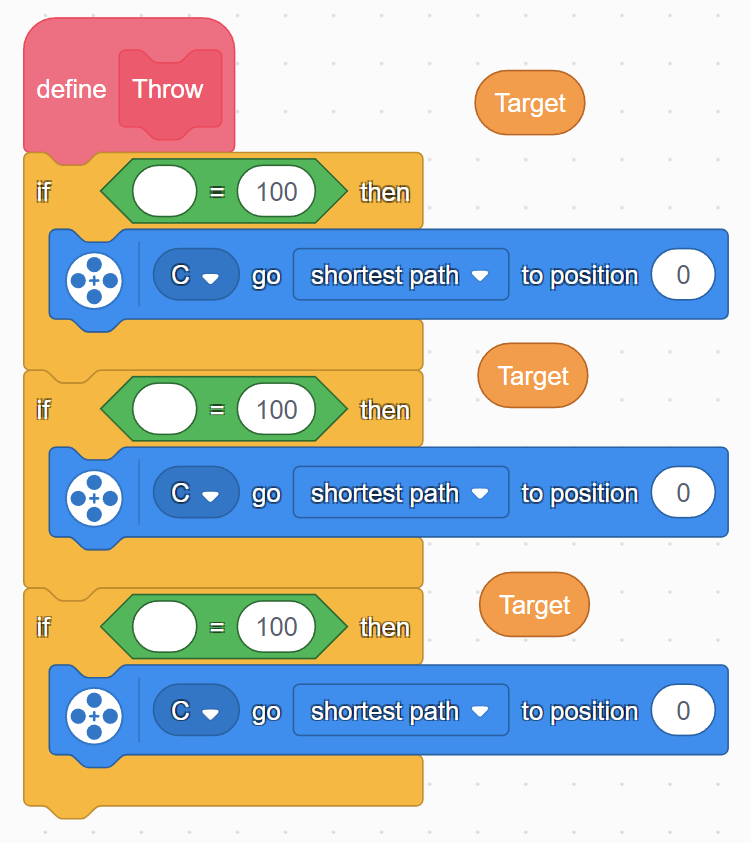 define Throw
Target
if = 100 then
C go shortest path to position 0
Target
if = 100 then
C go shortest path to position 0
Target
if = 100 then
C go shortest path to position 0